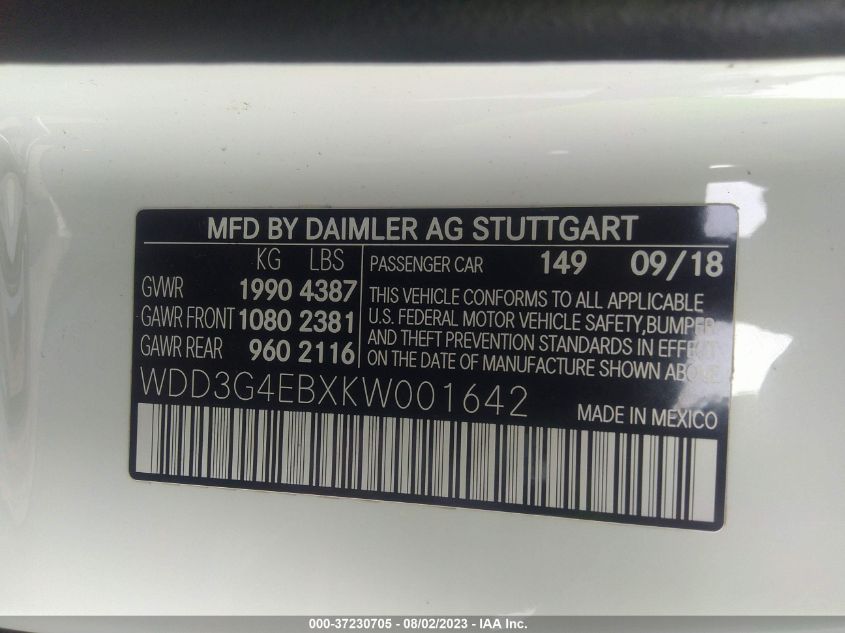 MFD BY DAIMLER AG STUTTGART
KG LBS
GVWR 1990 4387
GAWR FRONT 1080 2381
GAWR REAR 960 2116
PASSENGER CAR 149 09/18
THIS VEHICLE CONFORMS TO ALL APPLICABLE
U.S. FEDERAL MOTOR VEHICLE SAFETY,BUMPER
AND THEFT PREVENTION STANDARDS IN EFFECT
ON THE DATE OF MANUFACTURE SHOWN ABOVE
WDD3G4EBXKW001642
MADE IN MEXICO
000-37230705 - 08/02/2023 - IAA Inc.